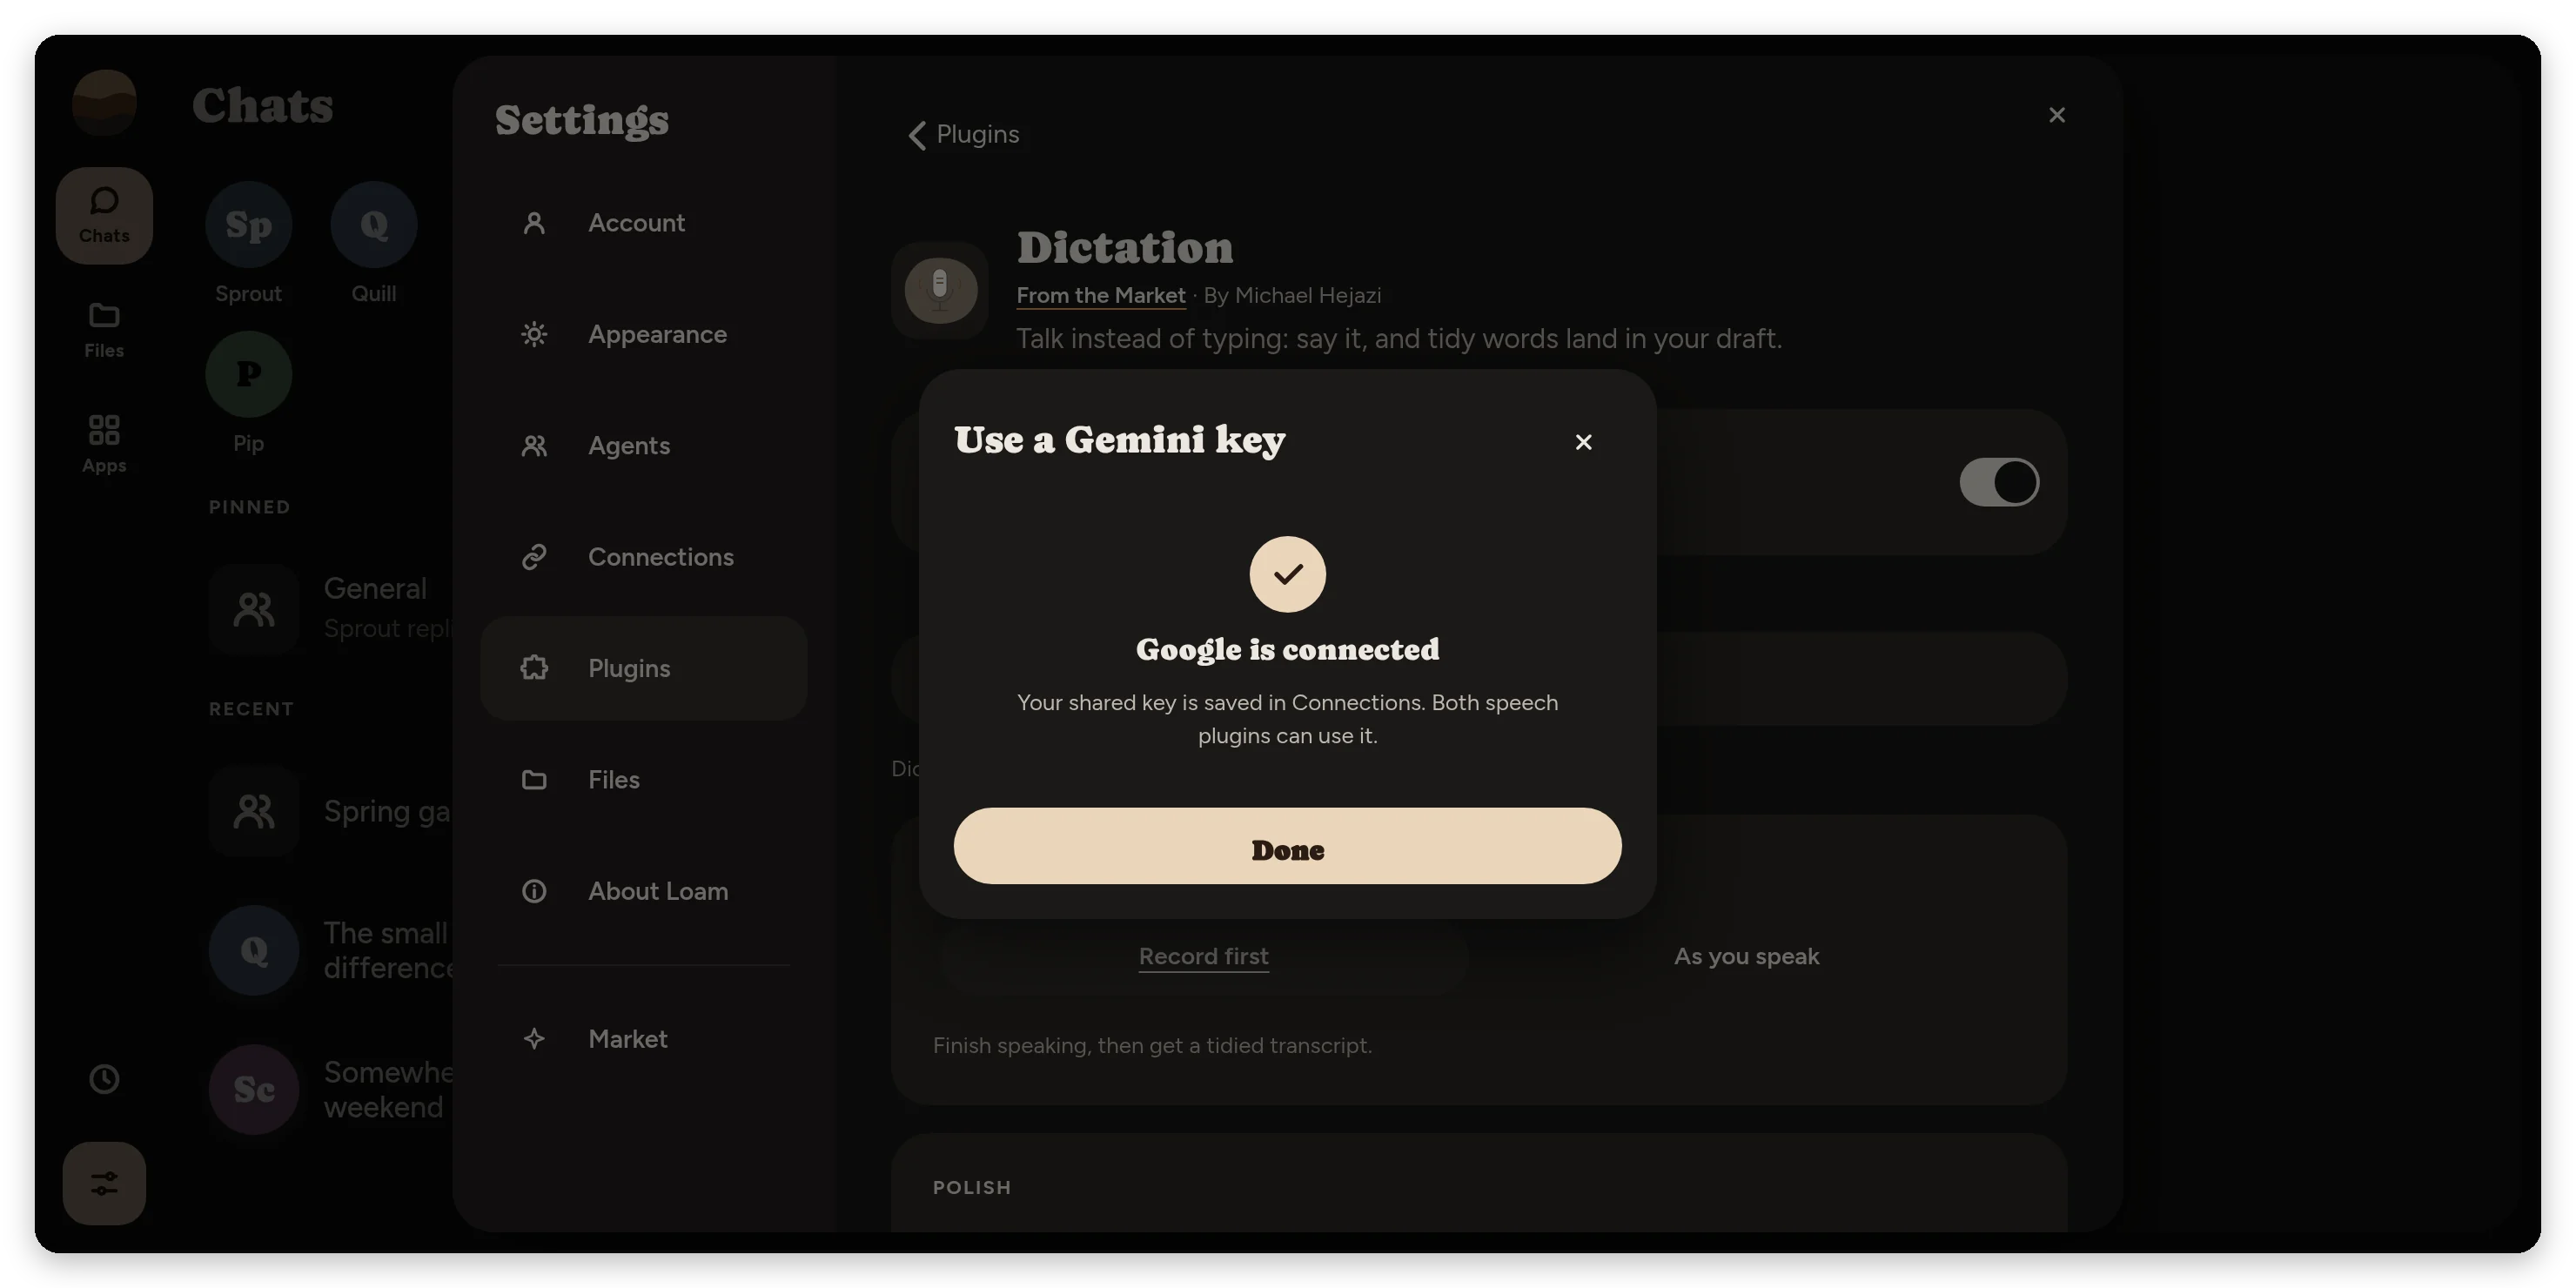 Chats
Chats
Files
Apps
Sp
Q
Sprout
Quill
P
Pip
PINNED
General
Sprout repl
RECENT
Spring ga
Q
The small
difference
Sc
Somewhe
weekend
Settings
Account
Appearance
Agents
Connections
Plugins
Files
About Loam
Market
Plugins
Dictation
From the Market · By Michael Hejazi
Talk instead of typing: say it, and tidy words land in your draft.
Use a Gemini key
Google is connected
Your shared key is saved in Connections. Both speech
plugins can use it.
Done
Dic
Record first
As you speak
Finish speaking, then get a tidied transcript.
POLISH